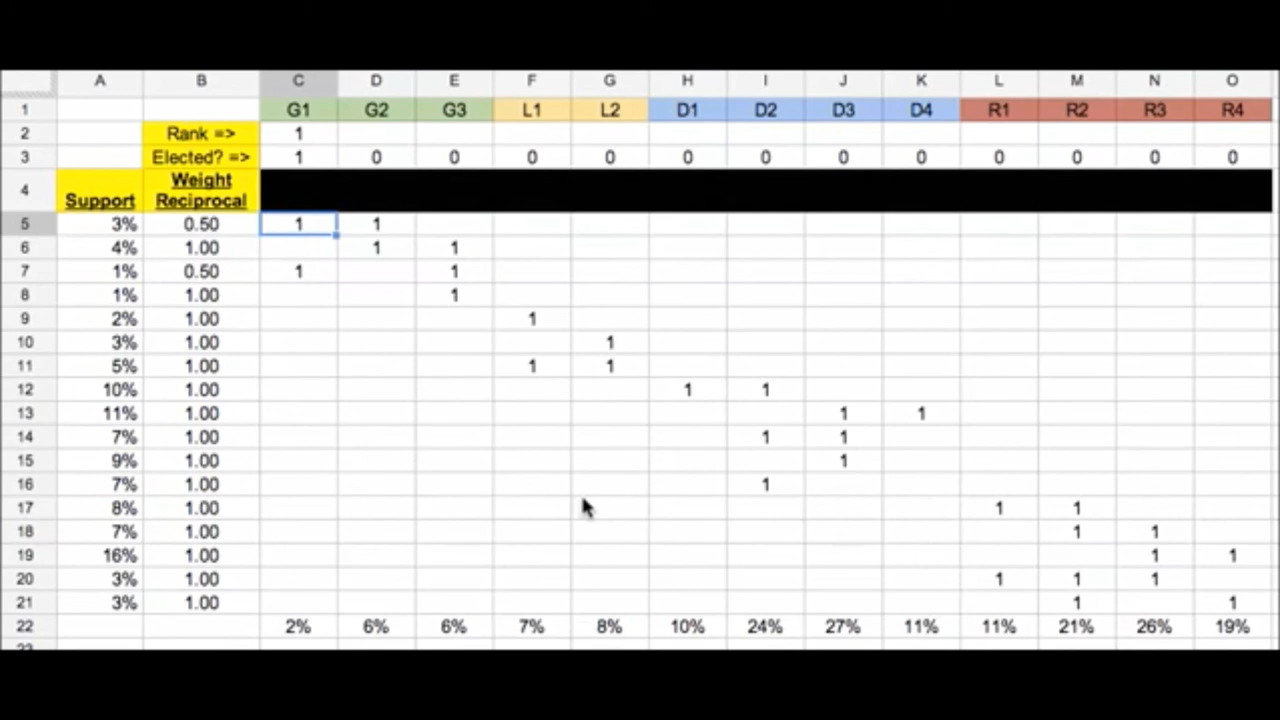 A B C D E F G H I J K L M N O
1 G1 G2 G3 L1 L2 D1 D2 D3 D4 R1 R2 R3 R4
2 Rank => 1
3 Elected? => 1 0 0 0 0 0 0 0 0 0 0 0 0
4 Support Weight Reciprocal
5 3% 0.50 1 1
6 4% 1.00 1 1
7 1% 0.50 1 1
8 1% 1.00 1
9 2% 1.00 1
10 3% 1.00 1
11 5% 1.00 1 1
12 10% 1.00 1 1
13 11% 1.00 1 1
14 7% 1.00 1 1
15 9% 1.00 1
16 7% 1.00 1
17 8% 1.00 1 1
18 7% 1.00 1 1
19 16% 1.00 1 1
20 3% 1.00 1 1 1
21 3% 1.00 1 1
22 2% 6% 6% 7% 8% 10% 24% 27% 11% 11% 21% 26% 19%